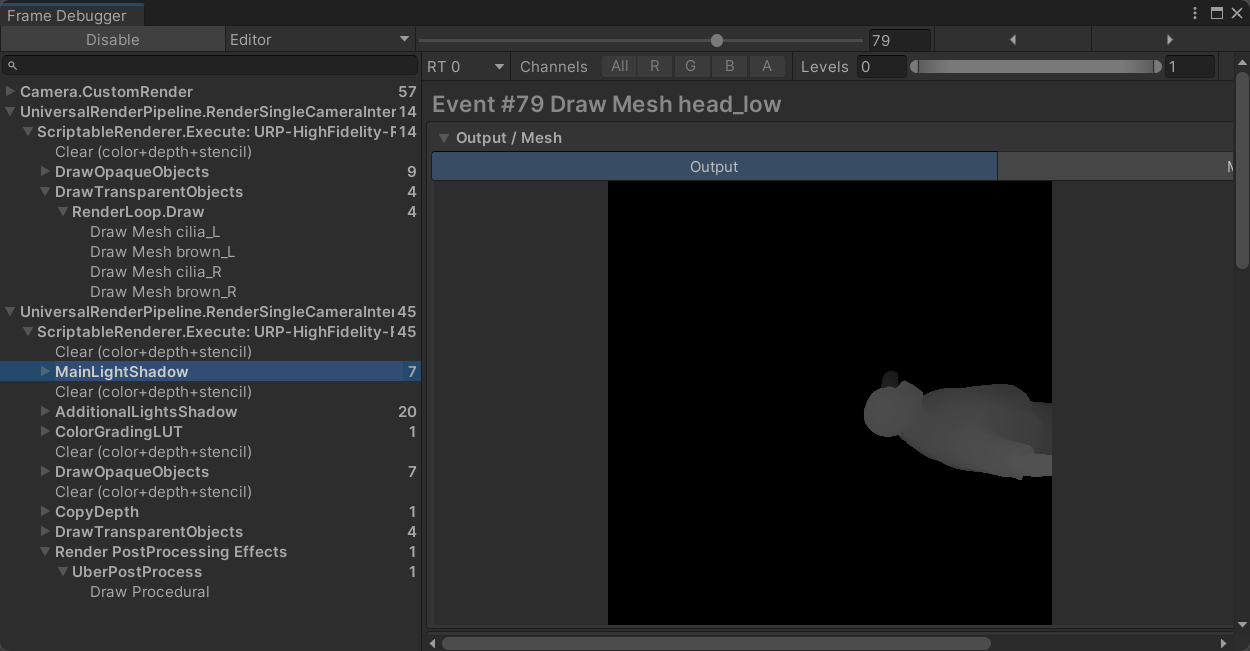 Frame Debugger
Disable
Editor
79
RT 0
Channels
All
R
G
B
A
Levels
0
1
Camera.CustomRender 57
UniversalRenderPipeline.RenderSingleCameraInter 14
ScriptableRenderer.Execute: URP-HighFidelity-F 14
Clear (color+depth+stencil)
DrawOpaqueObjects 9
DrawTransparentObjects 4
RenderLoop.Draw 4
Draw Mesh cilia_L
Draw Mesh brown_L
Draw Mesh cilia_R
Draw Mesh brown_R
UniversalRenderPipeline.RenderSingleCameraInter 45
ScriptableRenderer.Execute: URP-HighFidelity-F 45
Clear (color+depth+stencil)
MainLightShadow 7
Clear (color+depth+stencil)
AdditionalLightsShadow 20
ColorGradingLUT 1
Clear (color+depth+stencil)
DrawOpaqueObjects 7
Clear (color+depth+stencil)
CopyDepth 1
DrawTransparentObjects 4
Render PostProcessing Effects 1
UberPostProcess 1
Draw Procedural
Event #79 Draw Mesh head_low
Output / Mesh
Output